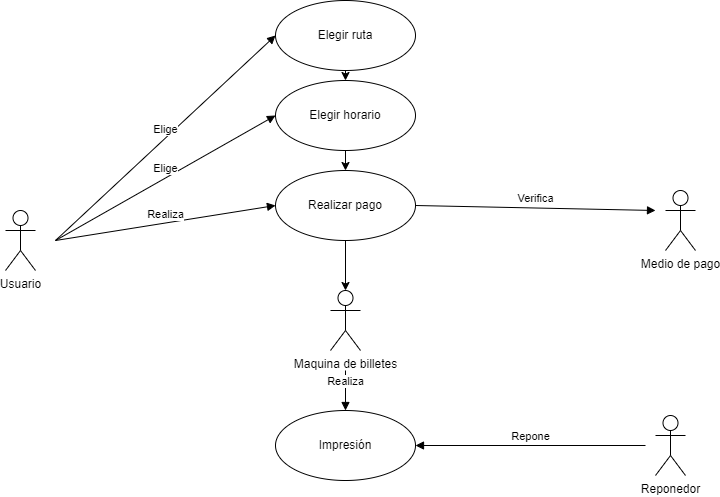 Elegir ruta
Elige
Elegir horario
Elige
Realiza
Realizar pago
Verifica
Usuario
Medio de pago
Maquina de billetes
Realiza
Impresión
Repone
Reponedor